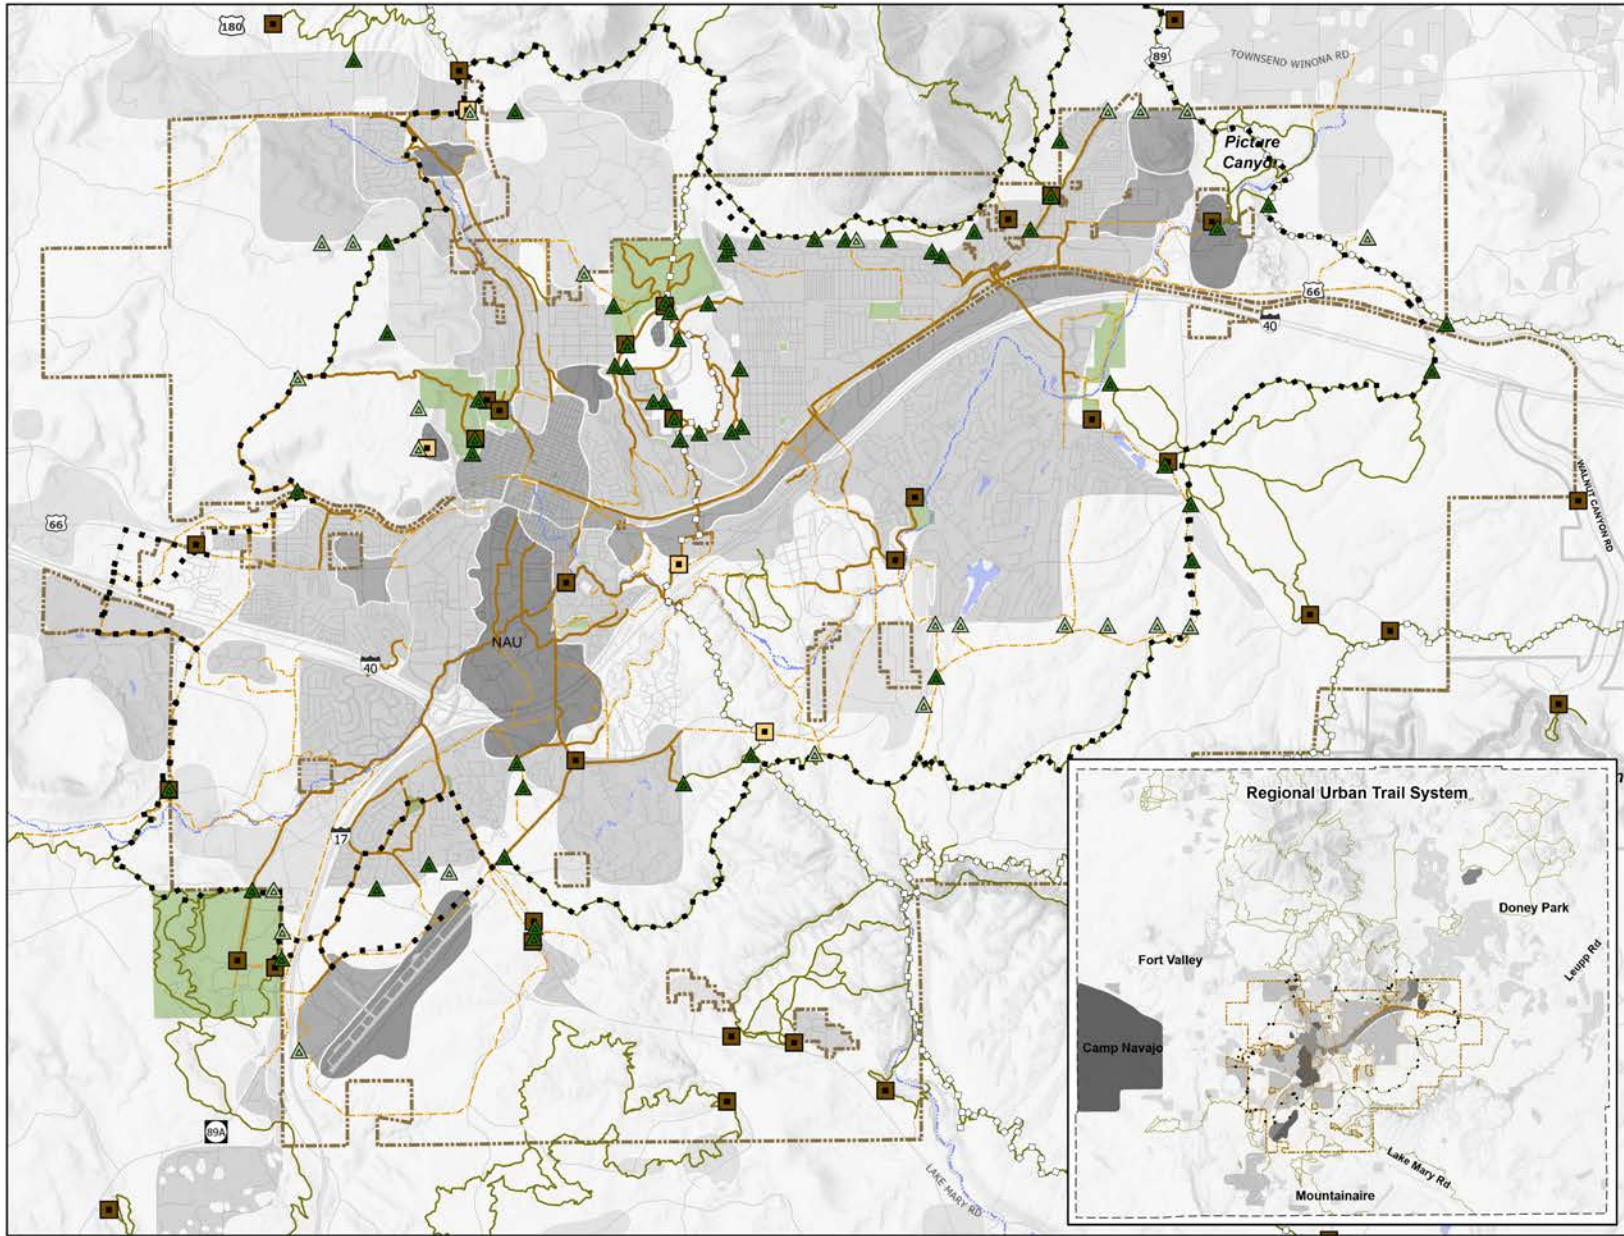 180
89
TOWNSEND WINONA RD
Picture
Canyon
66
40
66
WALNUT CANYON RD
NAU
40
17
89A
LAKE MARY RD
n
Regional Urban Trail System
Doney Park
Fort Valley
Leupp Rd
Camp Navajo
Lake Mary Rd
Mountainaire